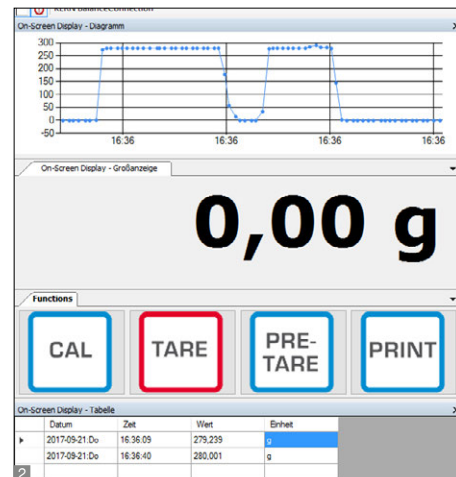 KERN BalanceConnection
On-Screen Display - Diagramm
300
250
200
150
100
50
0
-50
16:36 16:36 16:36 16:36
On-Screen Display - Großanzeige
0,00 g
Functions
CAL TARE PRE-TARE PRINT
On-Screen Display - Tabelle
Datum Zeit Wert Einheit
2017-09-21:Do 16:36:09 279,239 g
2017-09-21:Do 16:36:40 280,001 g
2